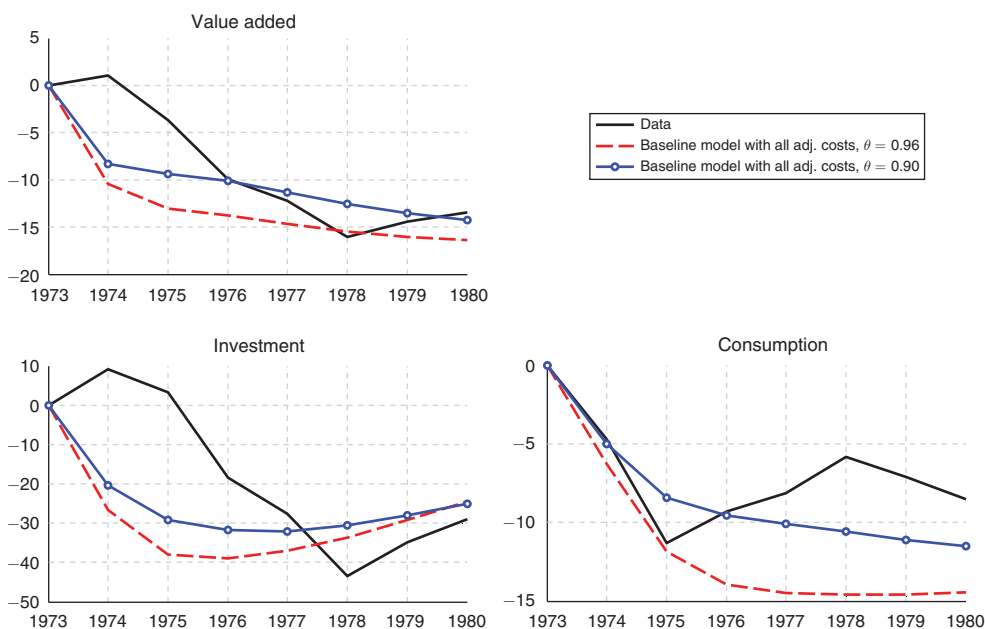 Value added
5
0
−5
−10
−15
−20
1973 1974 1975 1976 1977 1978 1979 1980
Data
Baseline model with all adj. costs, θ = 0.96
Baseline model with all adj. costs, θ = 0.90
Investment
10
0
−10
−20
−30
−40
−50
1973 1974 1975 1976 1977 1978 1979 1980
Consumption
0
−5
−10
−15
1973 1974 1975 1976 1977 1978 1979 1980